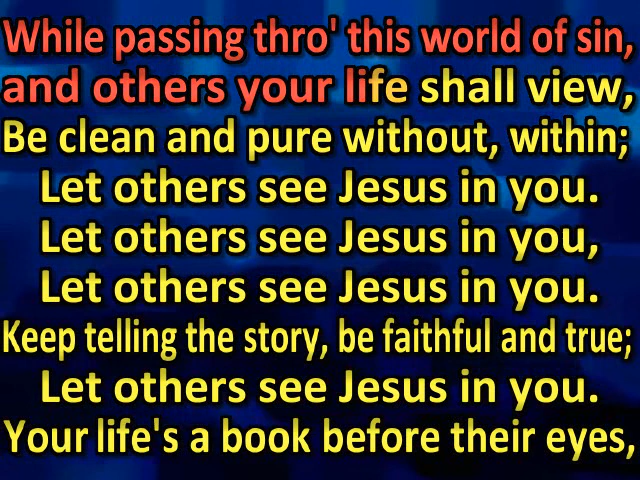 While passing thro' this world of sin,
and others your life shall view,
Be clean and pure without, within;
Let others see Jesus in you.
Let others see Jesus in you,
Let others see Jesus in you.
Keep telling the story, be faithful and true;
Let others see Jesus in you.
Your life's a book before their eyes,